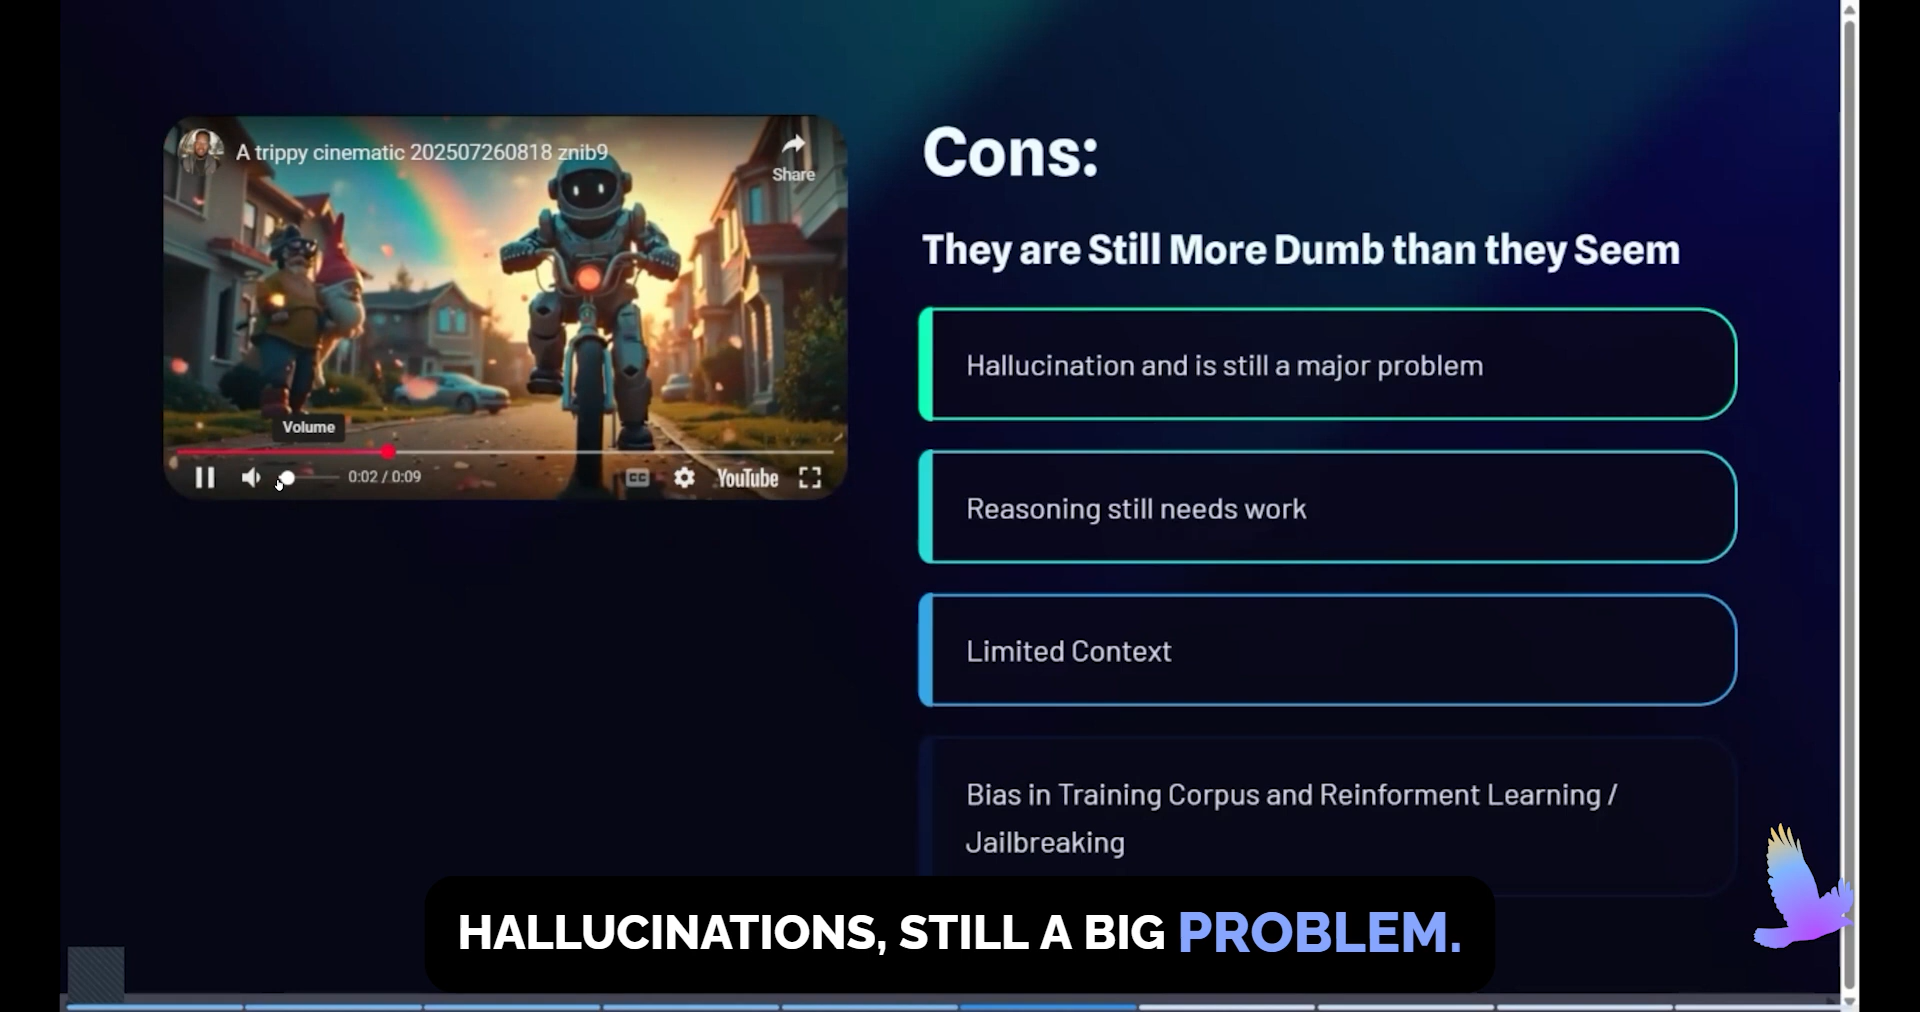 A trippy cinematic 202507260818 znib9
Share
Volume
0:02 / 0:09
CC
YouTube
Cons:
They are Still More Dumb than they Seem
Hallucination and is still a major problem
Reasoning still needs work
Limited Context
Bias in Training Corpus and Reinforment Learning /
Jailbreaking
HALLUCINATIONS, STILL A BIG PROBLEM.